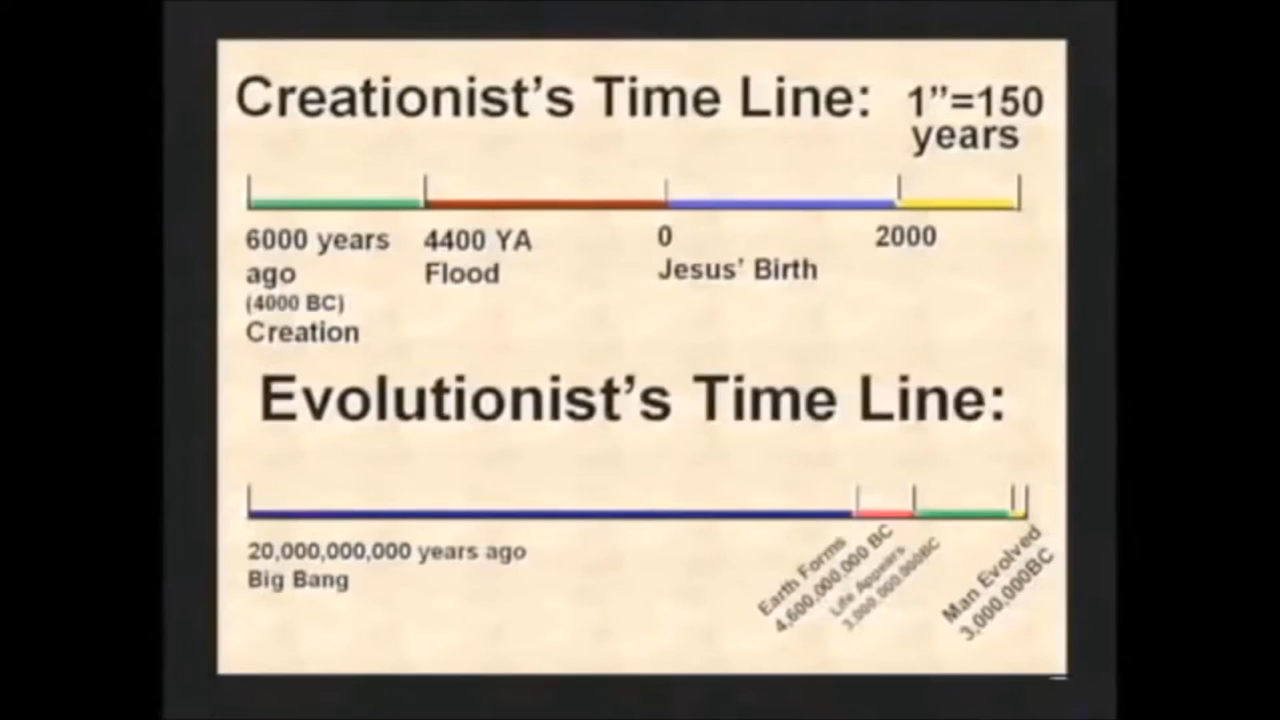 Creationist’s Time Line: 1”=150
years
6000 years
ago
(4000 BC)
Creation
4400 YA
Flood
0
Jesus’ Birth
2000
Evolutionist’s Time Line:
20,000,000,000 years ago
Big Bang
Earth Forms
4,600,000,000 BC
Life Appears
3,000,000,000BC
Man Evolved
3,000,000BC